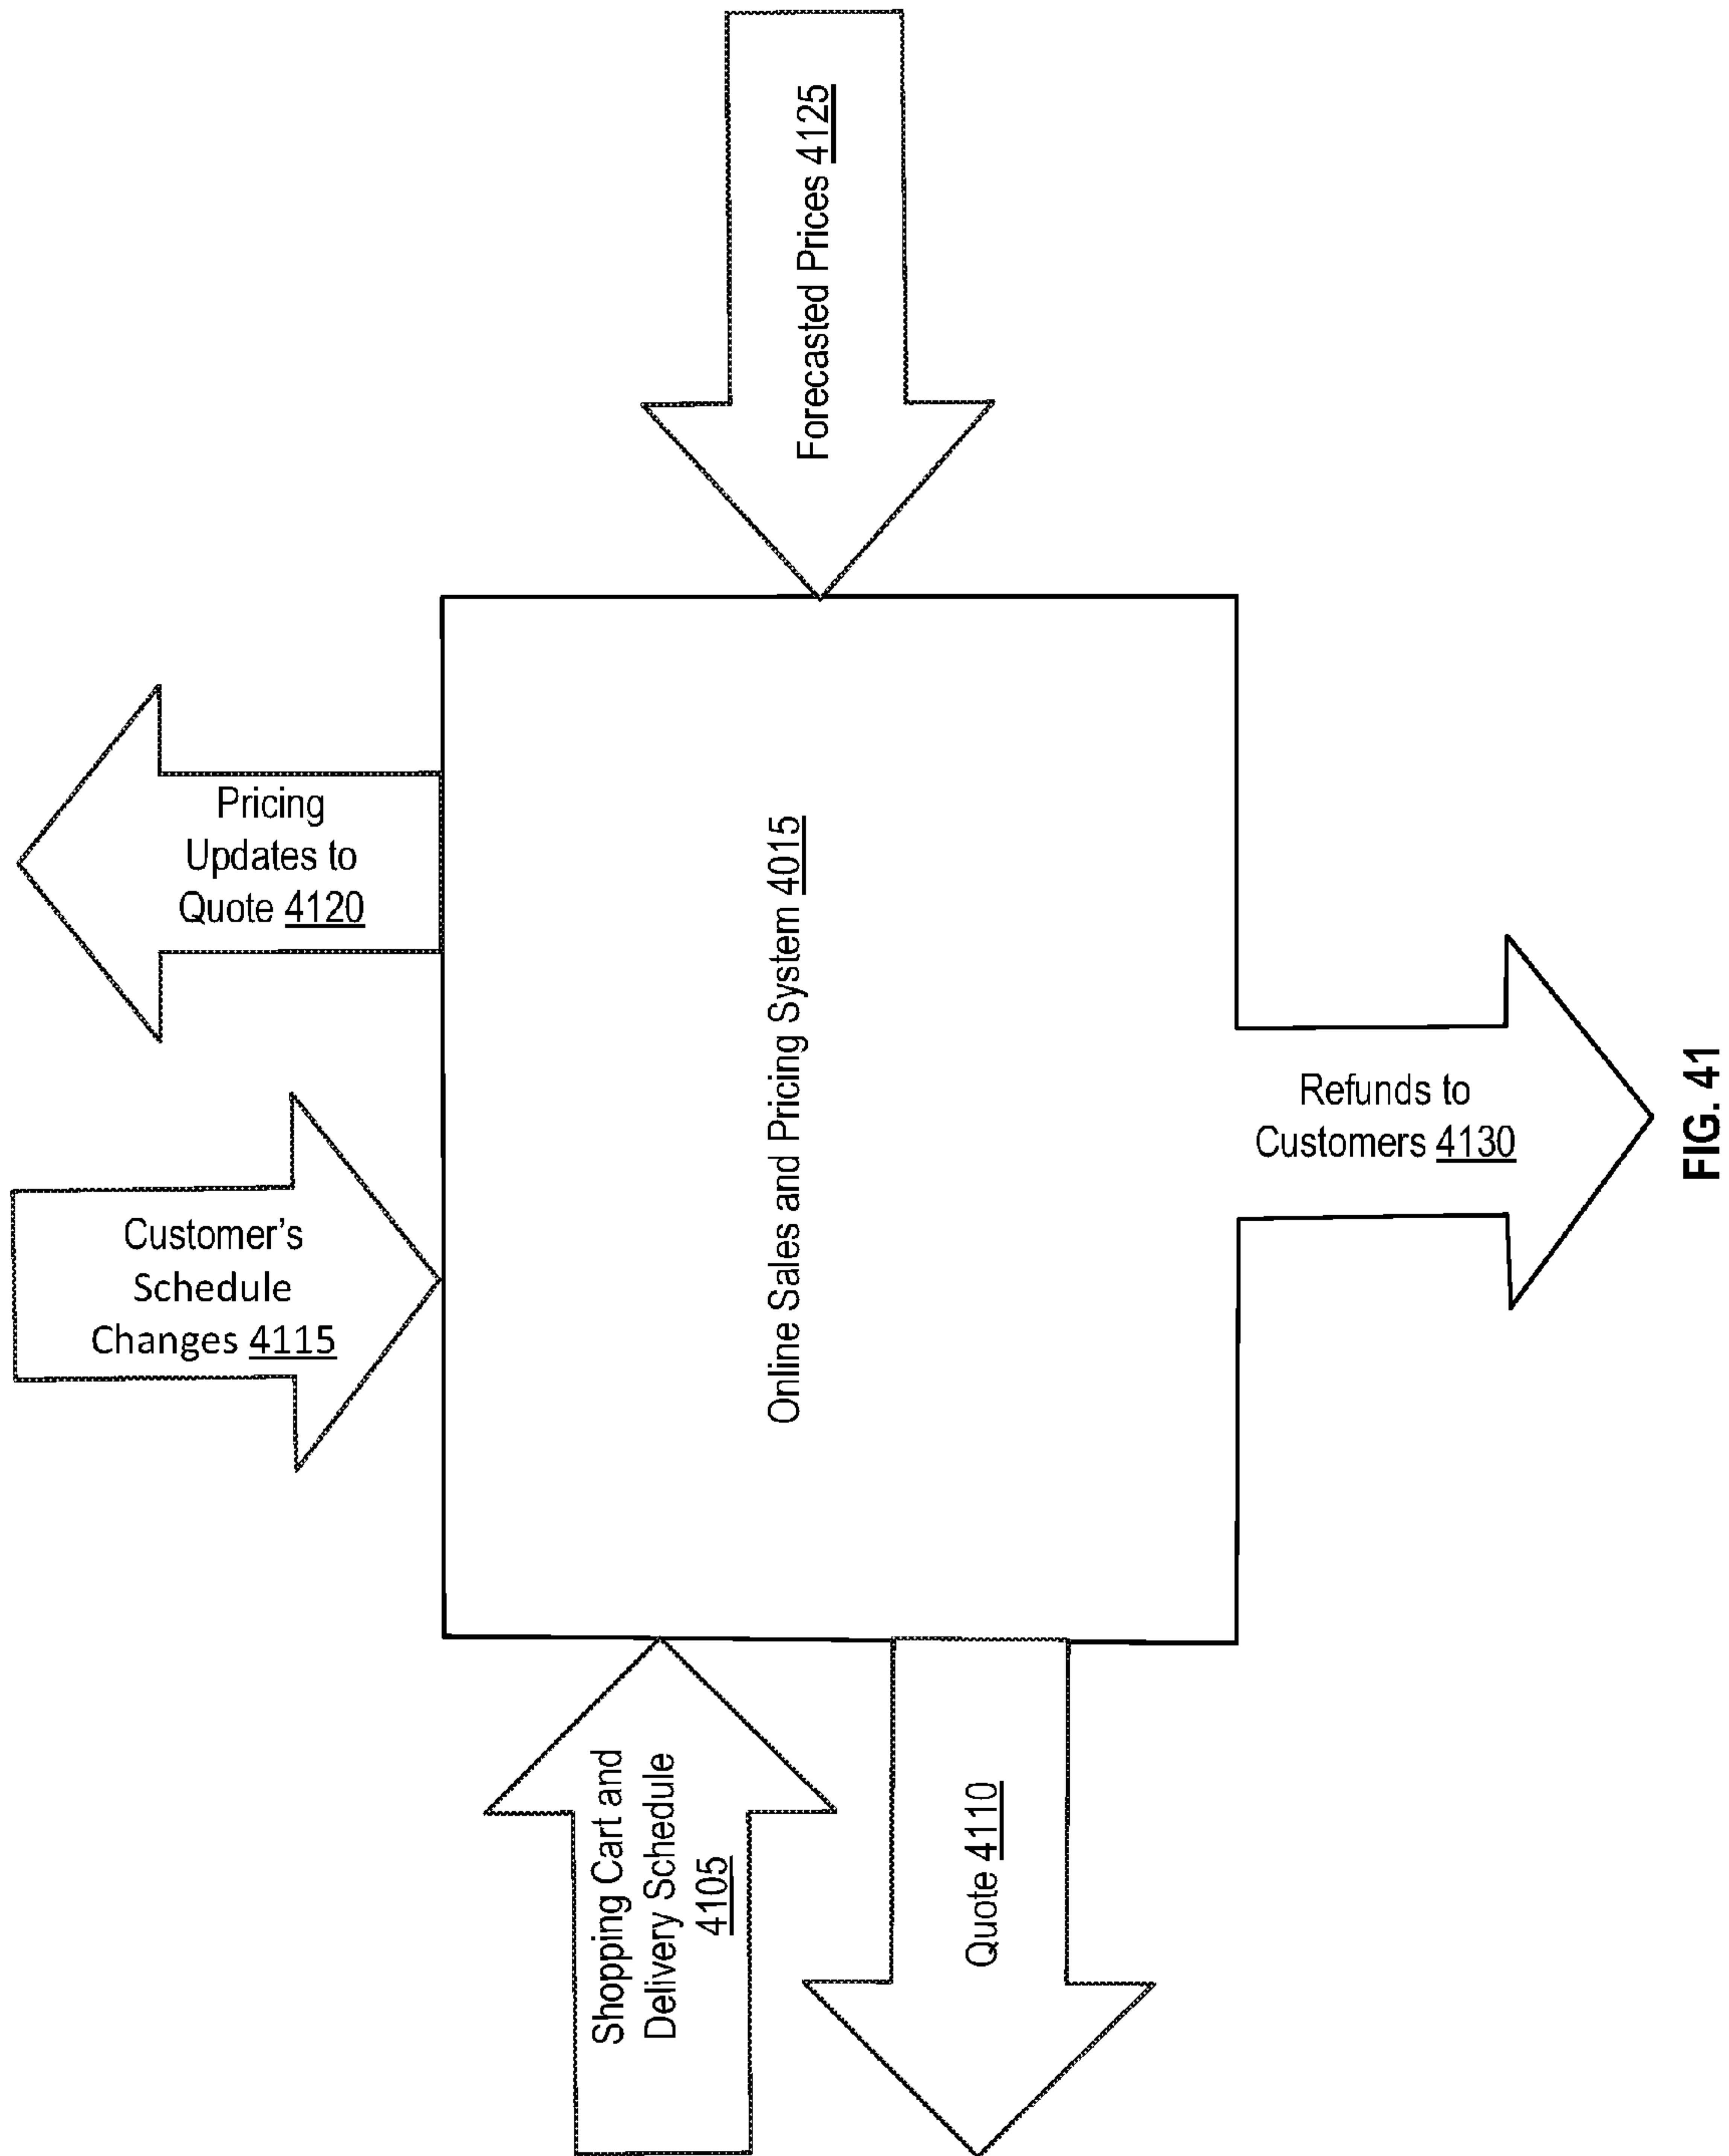 Pricing
Updates to
Quote 4120
Customer’s
Schedule
Changes 4115
Forecasted Prices 4125
Online Sales and Pricing System 4015
Shopping Cart and
Delivery Schedule
4105
Quote 4110
Refunds to
Customers 4130
FIG. 41